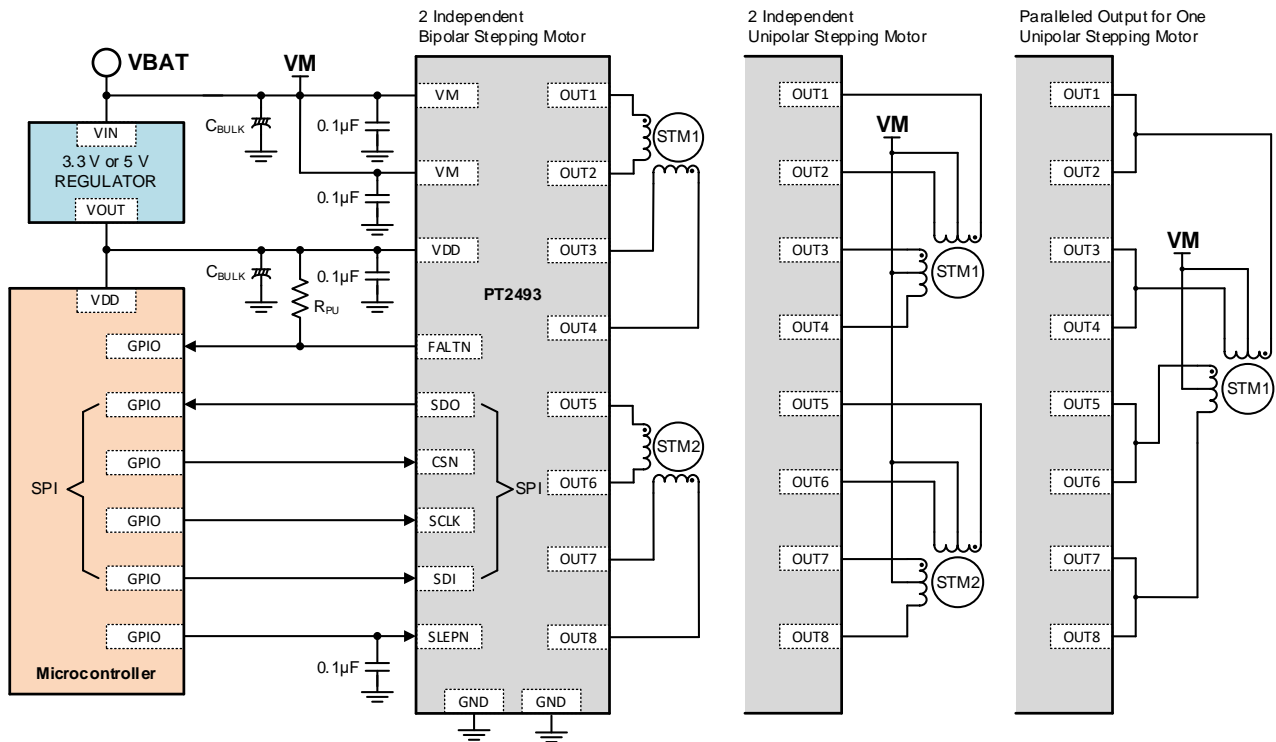 2 Independent
Bipolar Stepping Motor
2 Independent
Unipolar Stepping Motor
Paralleled Output for One
Unipolar Stepping Motor
VBAT
VM
VIN
3.3 V or 5 V
REGULATOR
VOUT
CBULK
0.1µF
0.1µF
CBULK
0.1µF
RPU
VDD
GPIO
GPIO
GPIO
GPIO
GPIO
GPIO
SPI
Microcontroller
0.1µF
VM
VM
VDD
FALTN
SDO
CSN
SCLK
SDI
SLEPN
SPI
GND
GND
PT2493
OUT1
OUT2
OUT3
OUT4
OUT5
OUT6
OUT7
OUT8
STM1
STM2
OUT1
OUT2
OUT3
OUT4
OUT5
OUT6
OUT7
OUT8
VM
STM1
STM2
OUT1
OUT2
OUT3
OUT4
OUT5
OUT6
OUT7
OUT8
VM
STM1